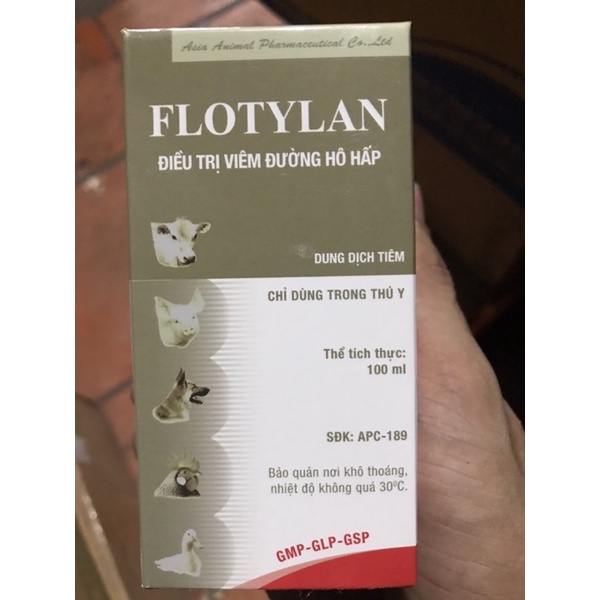 Asia Animal Pharmaceutical Co.,Ltd
FLOTYLAN
ĐIỀU TRỊ VIÊM ĐƯỜNG HÔ HẤP
DUNG DỊCH TIÊM
CHỈ DÙNG TRONG THÚ Y
Thể tích thực:
100 ml
SĐK: APC-189
Bảo quản nơi khô thoáng,
nhiệt độ không quá 30⁰C.
GMP-GLP-GSP